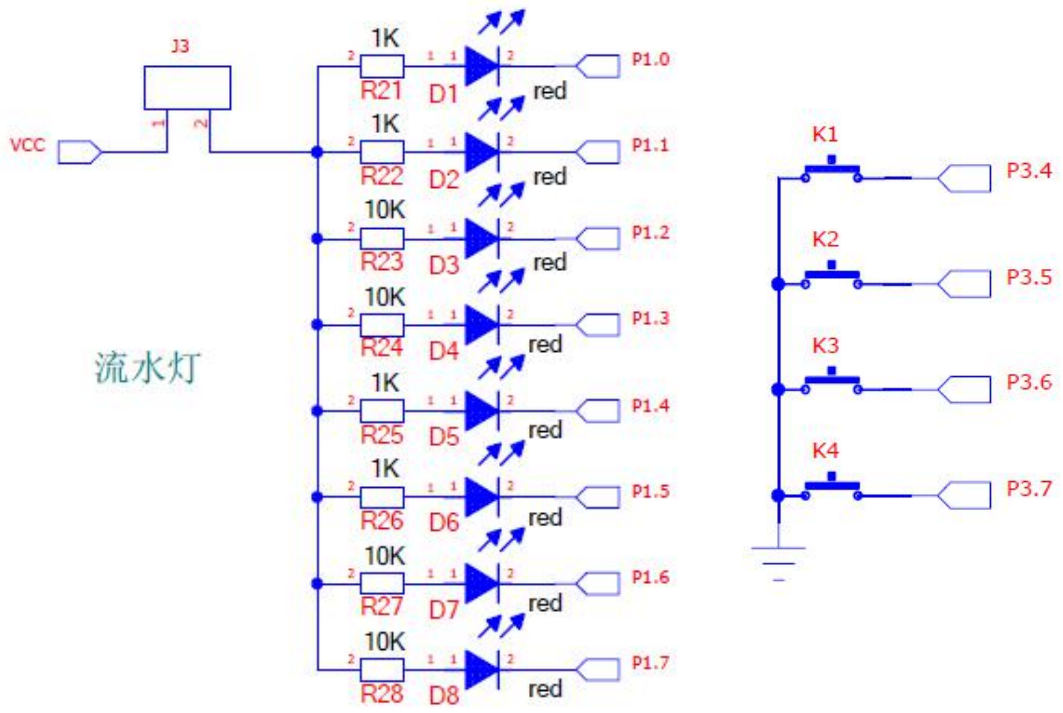 J3
1
2
VCC
1K
2
R21
1
1
D1
2
red
P1.0
1K
2
R22
1
1
D2
2
red
P1.1
10K
2
R23
1
1
D3
2
red
P1.2
10K
2
R24
1
1
D4
2
red
P1.3
1K
2
R25
1
1
D5
2
red
P1.4
1K
2
R26
1
1
D6
2
red
P1.5
10K
2
R27
1
1
D7
2
red
P1.6
10K
2
R28
1
1
D8
2
red
P1.7
流水灯
K1
P3.4
K2
P3.5
K3
P3.6
K4
P3.7